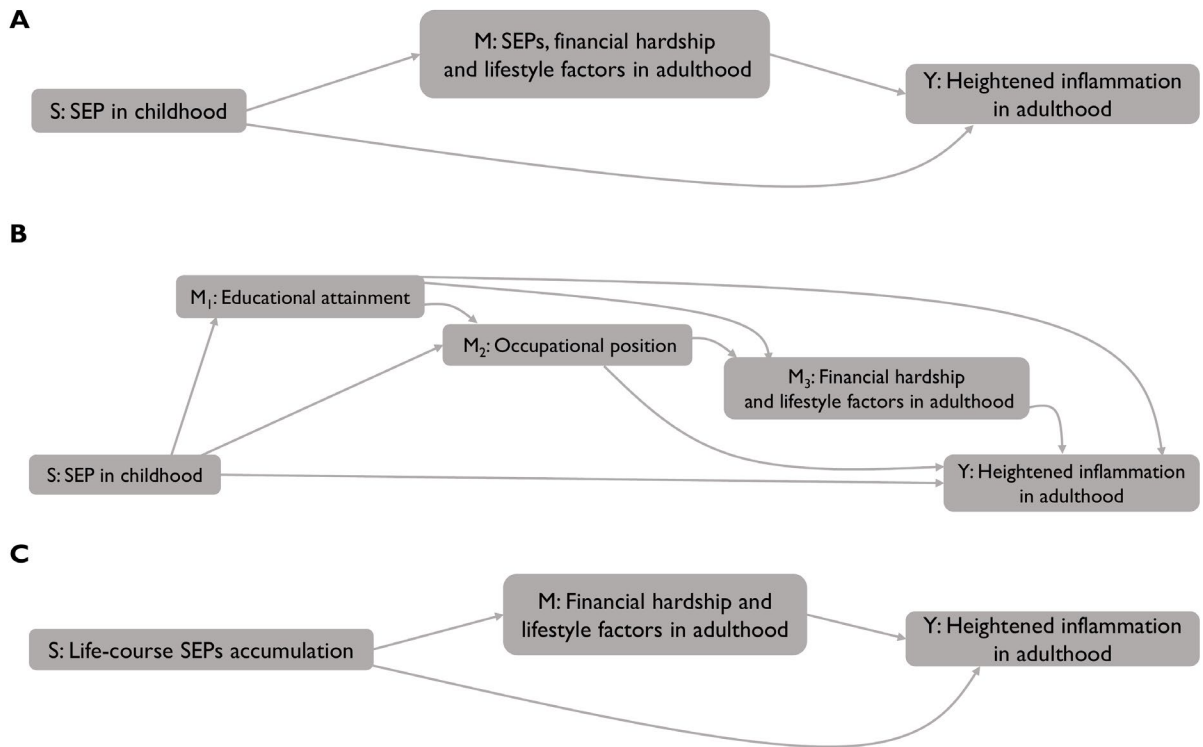 A
M: SEPs, financial hardship
and lifestyle factors in adulthood
S: SEP in childhood
Y: Heightened inflammation
in adulthood
B
M₁: Educational attainment
M₂: Occupational position
M₃: Financial hardship
and lifestyle factors in adulthood
S: SEP in childhood
Y: Heightened inflammation
in adulthood
C
M: Financial hardship and
lifestyle factors in adulthood
S: Life-course SEPs accumulation
Y: Heightened inflammation
in adulthood